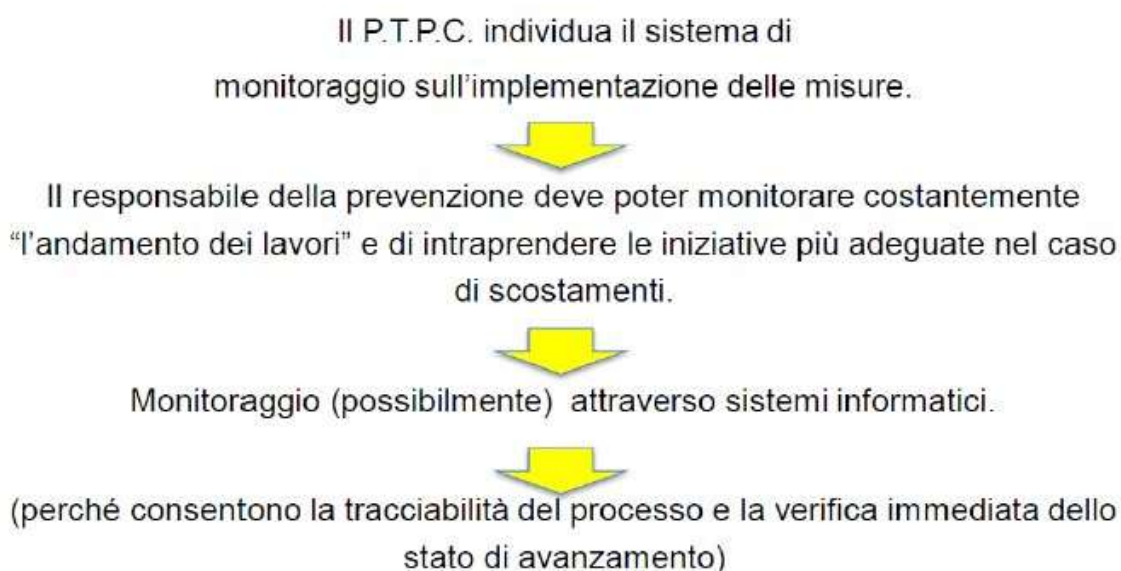 Il P.T.P.C. individua il sistema di
monitoraggio sull'implementazione delle misure.
Il responsabile della prevenzione deve poter monitorare costantemente
“l'andamento dei lavori” e di intraprendere le iniziative più adeguate nel caso
di scostamenti.
Monitoraggio (possibilmente) attraverso sistemi informatici.
(perché consentono la tracciabilità del processo e la verifica immediata dello
stato di avanzamento)